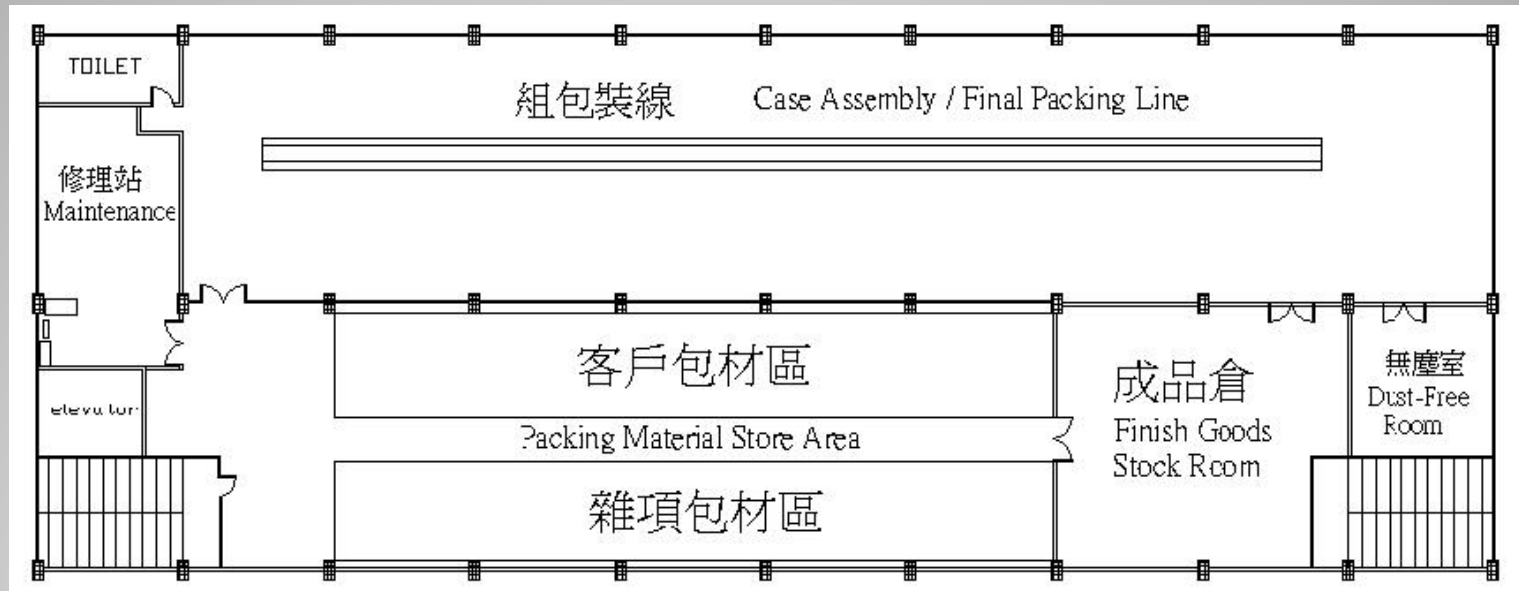 TOILET
組包裝線 Case Assembly / Final Packing Line
修理站
Maintenance
客戶包材區
Packing Material Store Area
雜項包材區
elevator
成品倉
Finish Goods
Stock Room
無塵室
Dust-Free
Room